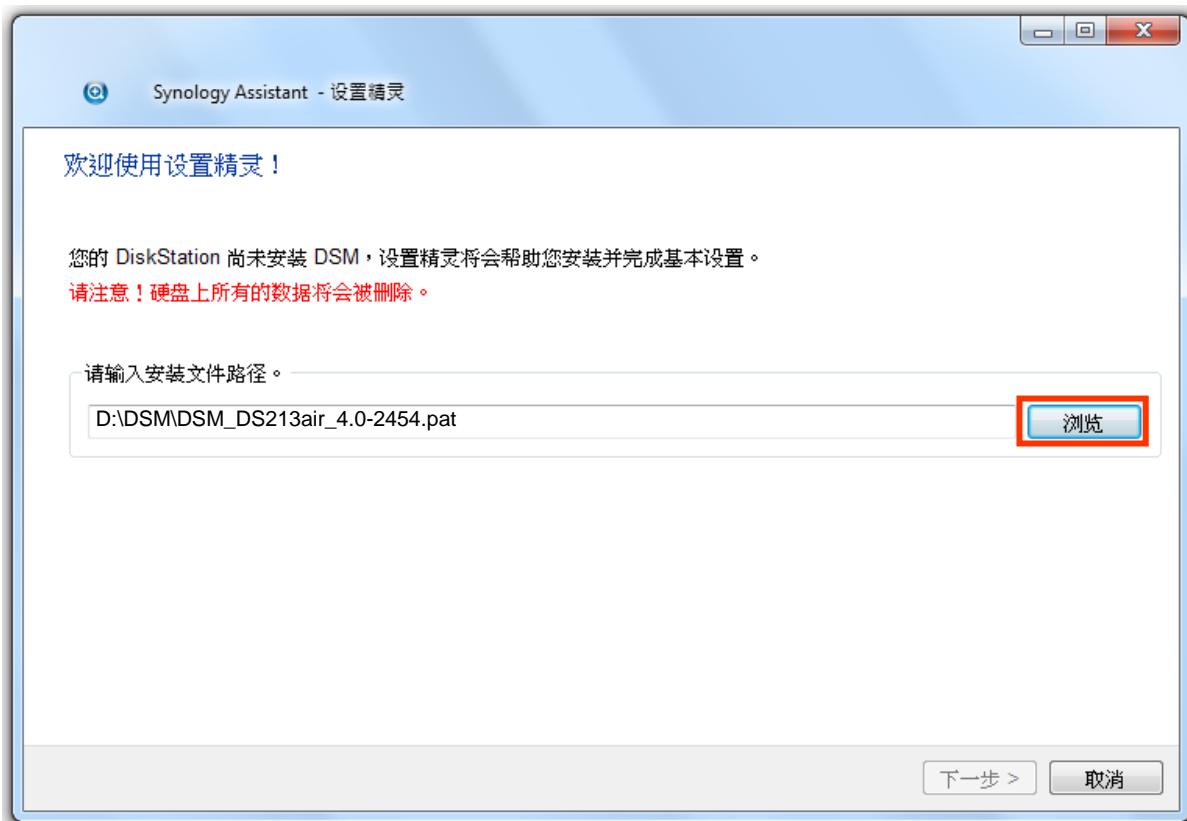 Synology Assistant - 设置精灵
欢迎使用设置精灵！
您的 DiskStation 尚未安装 DSM，设置精灵将会帮助您安装并完成基本设置。
请注意！硬盘上所有的数据将会被删除。
请输入安装文件路径。
D:\DSM\DSM_DS213air_4.0-2454.pat
浏览
下一步 >
取消